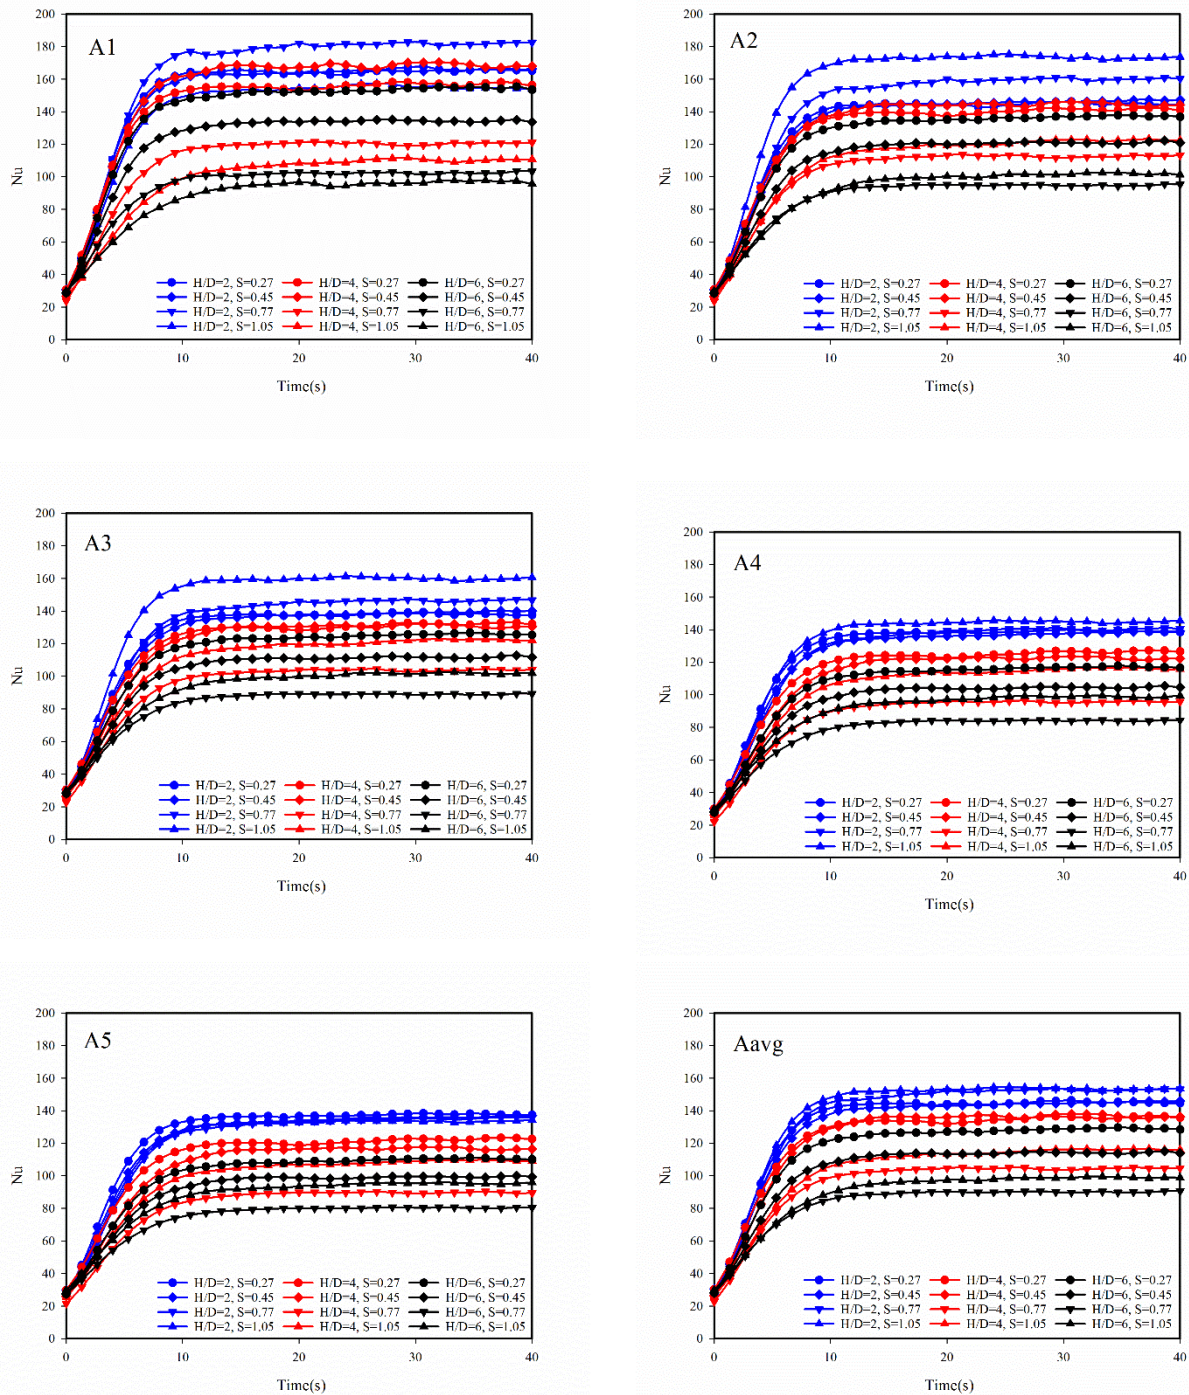 A1
200
180
160
140
120
100
80
60
40
20
0
Nu
H/D=2, S=0.27 H/D=4, S=0.27 H/D=6, S=0.27
H/D=2, S=0.45 H/D=4, S=0.45 H/D=6, S=0.45
H/D=2, S=0.77 H/D=4, S=0.77 H/D=6, S=0.77
H/D=2, S=1.05 H/D=4, S=1.05 H/D=6, S=1.05
0 10 20 30 40
Time(s)
A2
200
180
160
140
120
100
80
60
40
20
0
Nu
H/D=2, S=0.27 H/D=4, S=0.27 H/D=6, S=0.27
H/D=2, S=0.45 H/D=4, S=0.45 H/D=6, S=0.45
H/D=2, S=0.77 H/D=4, S=0.77 H/D=6, S=0.77
H/D=2, S=1.05 H/D=4, S=1.05 H/D=6, S=1.05
0 10 20 30 40
Time(s)
A3
200
180
160
140
120
100
80
60
40
20
0
Nu
H/D=2, S=0.27 H/D=4, S=0.27 H/D=6, S=0.27
H/D=2, S=0.45 H/D=4, S=0.45 H/D=6, S=0.45
H/D=2, S=0.77 H/D=4, S=0.77 H/D=6, S=0.77
H/D=2, S=1.05 H/D=4, S=1.05 H/D=6, S=1.05
0 10 20 30 40
Time(s)
A4
200
180
160
140
120
100
80
60
40
20
0
Nu
H/D=2, S=0.27 H/D=4, S=0.27 H/D=6, S=0.27
H/D=2, S=0.45 H/D=4, S=0.45 H/D=6, S=0.45
H/D=2, S=0.77 H/D=4, S=0.77 H/D=6, S=0.77
H/D=2, S=1.05 H/D=4, S=1.05 H/D=6, S=1.05
0 10 20 30 40
Time(s)
A5
200
180
160
140
120
100
80
60
40
20
0
Nu
H/D=2, S=0.27 H/D=4, S=0.27 H/D=6, S=0.27
H/D=2, S=0.45 H/D=4, S=0.45 H/D=6, S=0.45
H/D=2, S=0.77 H/D=4, S=0.77 H/D=6, S=0.77
H/D=2, S=1.05 H/D=4, S=1.05 H/D=6, S=1.05
0 10 20 30 40
Time(s)
Aavg
200
180
160
140
120
100
80
60
40
20
0
Nu
H/D=2, S=0.27 H/D=4, S=0.27 H/D=6, S=0.27
H/D=2, S=0.45 H/D=4, S=0.45 H/D=6, S=0.45
H/D=2, S=0.77 H/D=4, S=0.77 H/D=6, S=0.77
H/D=2, S=1.05 H/D=4, S=1.05 H/D=6, S=1.05
0 10 20 30 40
Time(s)